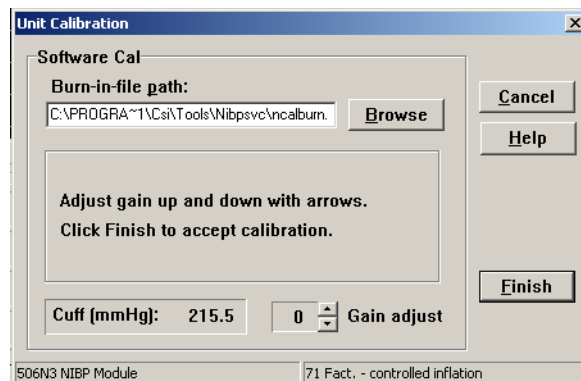 Unit Calibration
Software Cal
Burn-in-file path:
C:\PROGRA~1\Csi\Tools\Nibpsvc\ncalburn.
Browse
Cancel
Help
Adjust gain up and down with arrows.
Click Finish to accept calibration.
Finish
Cuff (mmHg): 215.5
0 Gain adjust
506N3 NIBP Module
71 Fact. - controlled inflation